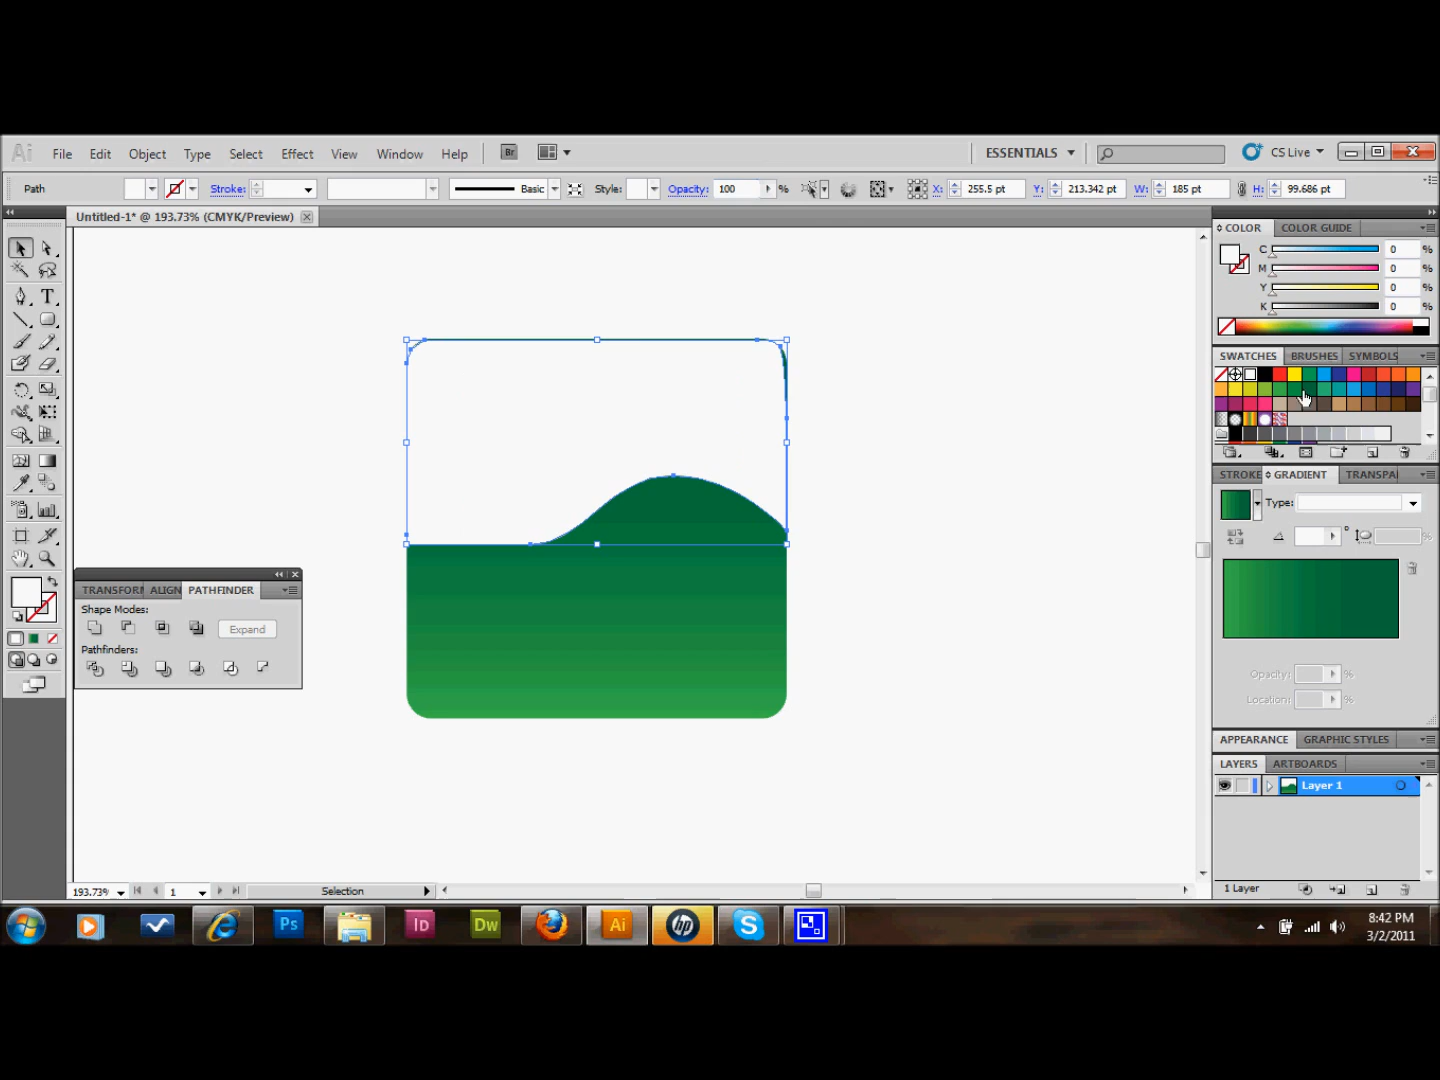 Ai File Edit Object Type Select Effect View Window Help Br ESSENTIALS CS Live
Path Stroke: Basic Style: Opacity: 100 % X: 255.5 pt Y: 213.342 pt W: 185 pt H: 99.686 pt
Untitled-1* @ 193.73% (CMYK/Preview)
COLOR COLOR GUIDE
C 0 %
M 0 %
Y 0 %
K 0 %
SWATCHES BRUSHES SYMBOLS
STROKE GRADIENT TRANSPA
Type:
°
%
Opacity: %
Location: %
TRANSFORM ALIGN PATHFINDER
Shape Modes:
Expand
Pathfinders:
APPEARANCE GRAPHIC STYLES
LAYERS ARTBOARDS
Layer 1
1 Layer
193.73% 1 Selection
Ps Id Dw Ai hp S
8:42 PM
3/2/2011